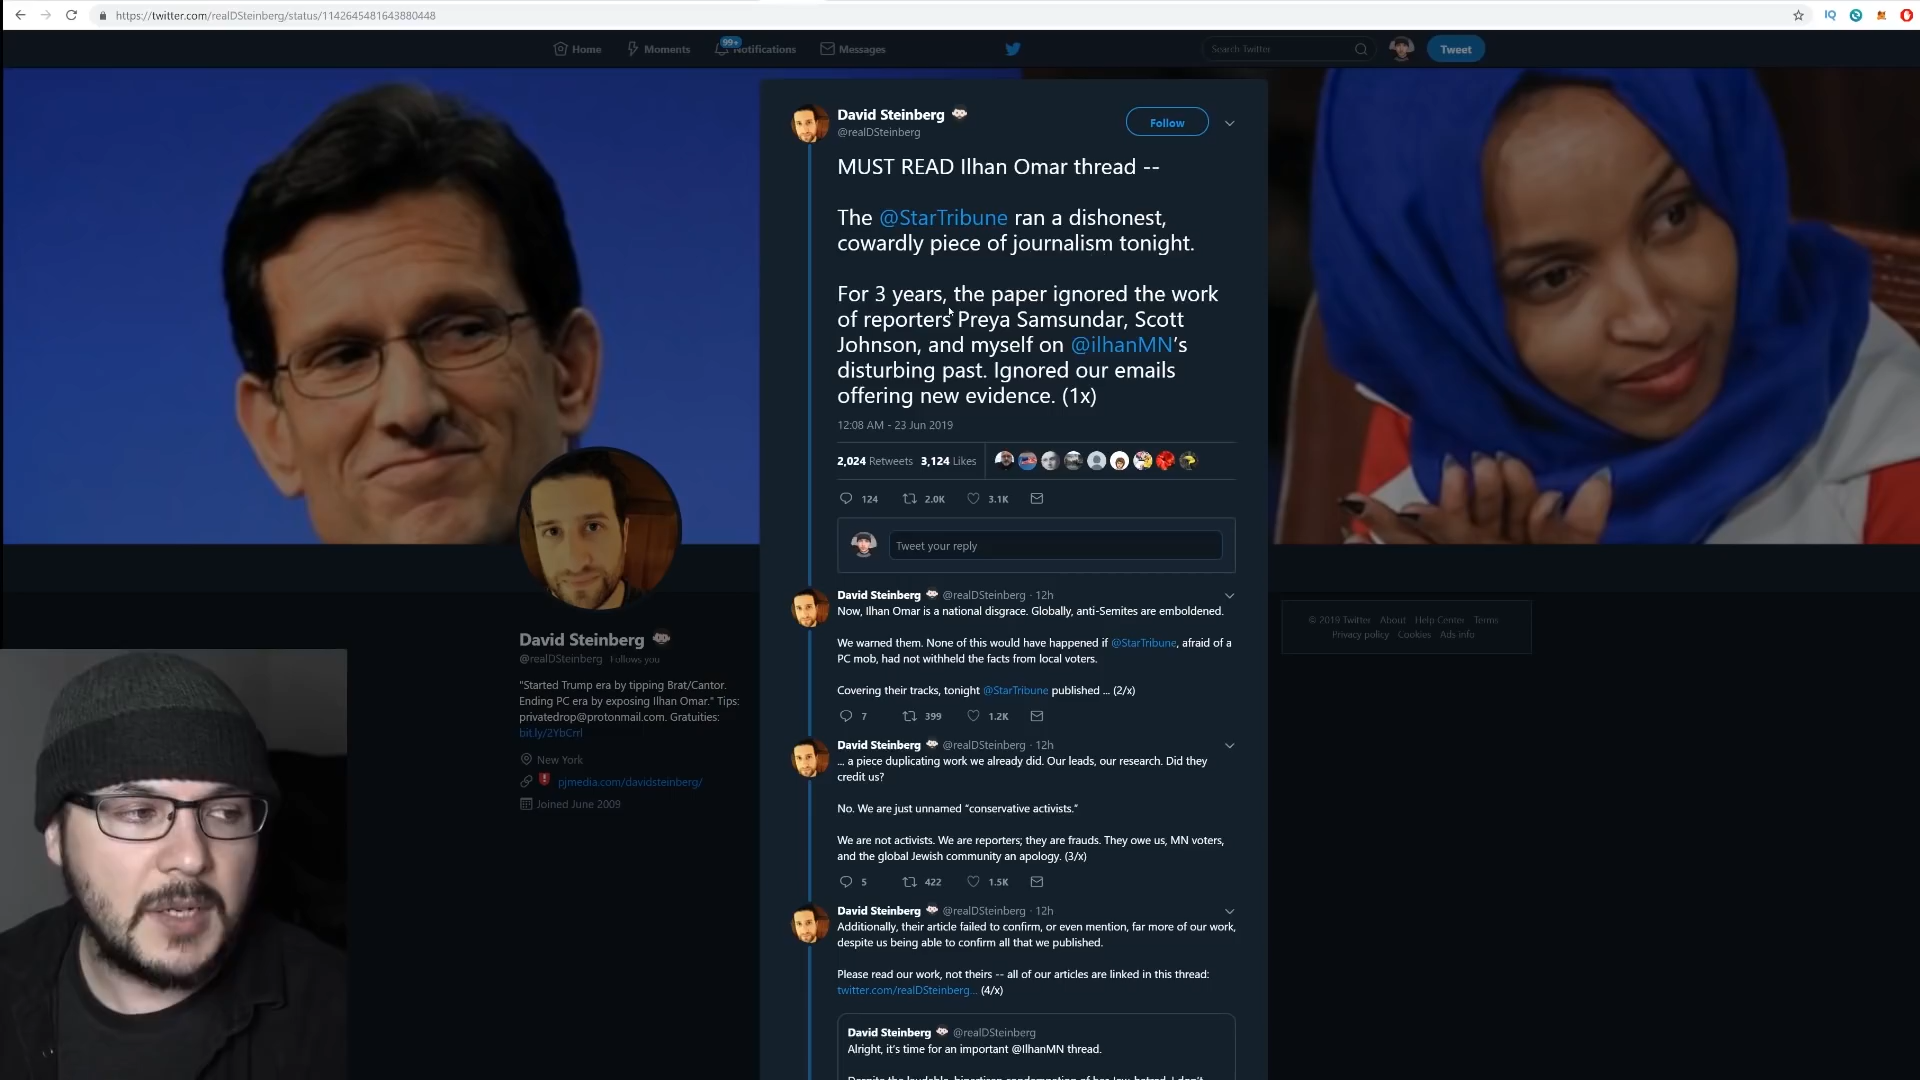 https://twitter.com/realDSteinberg/status/1142645481643880448
Home
Moments
99+
Notifications
Messages
Search Twitter
Tweet
David Steinberg
@realDSteinberg
Follow
MUST READ Ilhan Omar thread --
The @StarTribune ran a dishonest,
cowardly piece of journalism tonight.
For 3 years, the paper ignored the work
of reporters Preya Samsundar, Scott
Johnson, and myself on @ilhanMN's
disturbing past. Ignored our emails
offering new evidence. (1x)
12:08 AM - 23 Jun 2019
2,024 Retweets 3,124 Likes
124 2.0K 3.1K
Tweet your reply
David Steinberg @realDSteinberg · 12h
Now, Ilhan Omar is a national disgrace. Globally, anti-Semites are emboldened.
We warned them. None of this would have happened if @StarTribune, afraid of a
PC mob, had not withheld the facts from local voters.
Covering their tracks, tonight @StarTribune published ... (2/x)
7 399 1.2K
David Steinberg @realDSteinberg · 12h
... a piece duplicating work we already did. Our leads, our research. Did they
credit us?
No. We are just unnamed "conservative activists."
We are not activists. We are reporters; they are frauds. They owe us, MN voters,
and the global Jewish community an apology. (3/x)
5 422 1.5K
David Steinberg @realDSteinberg · 12h
Additionally, their article failed to confirm, or even mention, far more of our work,
despite us being able to confirm all that we published.
Please read our work, not theirs -- all of our articles are linked in this thread:
twitter.com/realDSteinberg... (4/x)
David Steinberg @realDSteinberg
Alright, it's time for an important @IlhanMN thread.
David Steinberg
@realDSteinberg Follows you
"Started Trump era by tipping Brat/Cantor.
Ending PC era by exposing Ilhan Omar." Tips:
privatedrop@protonmail.com. Gratuities:
bit.ly/2YbCrrl
New York
pjmedia.com/davidsteinberg/
Joined June 2009
© 2019 Twitter About Help Center Terms
Privacy policy Cookies Ads info